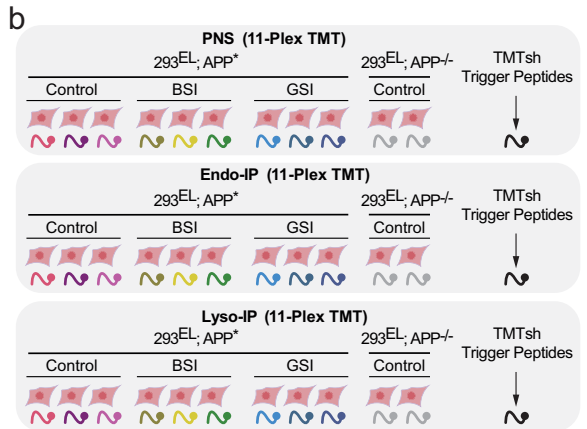 b
PNS (11-Plex TMT)
293EL; APP* 293EL; APP-/- TMTsh
Control BSI GSI Control Trigger Peptides
Endo-IP (11-Plex TMT)
293EL; APP* 293EL; APP-/- TMTsh
Control BSI GSI Control Trigger Peptides
Lyso-IP (11-Plex TMT)
293EL; APP* 293EL; APP-/- TMTsh
Control BSI GSI Control Trigger Peptides